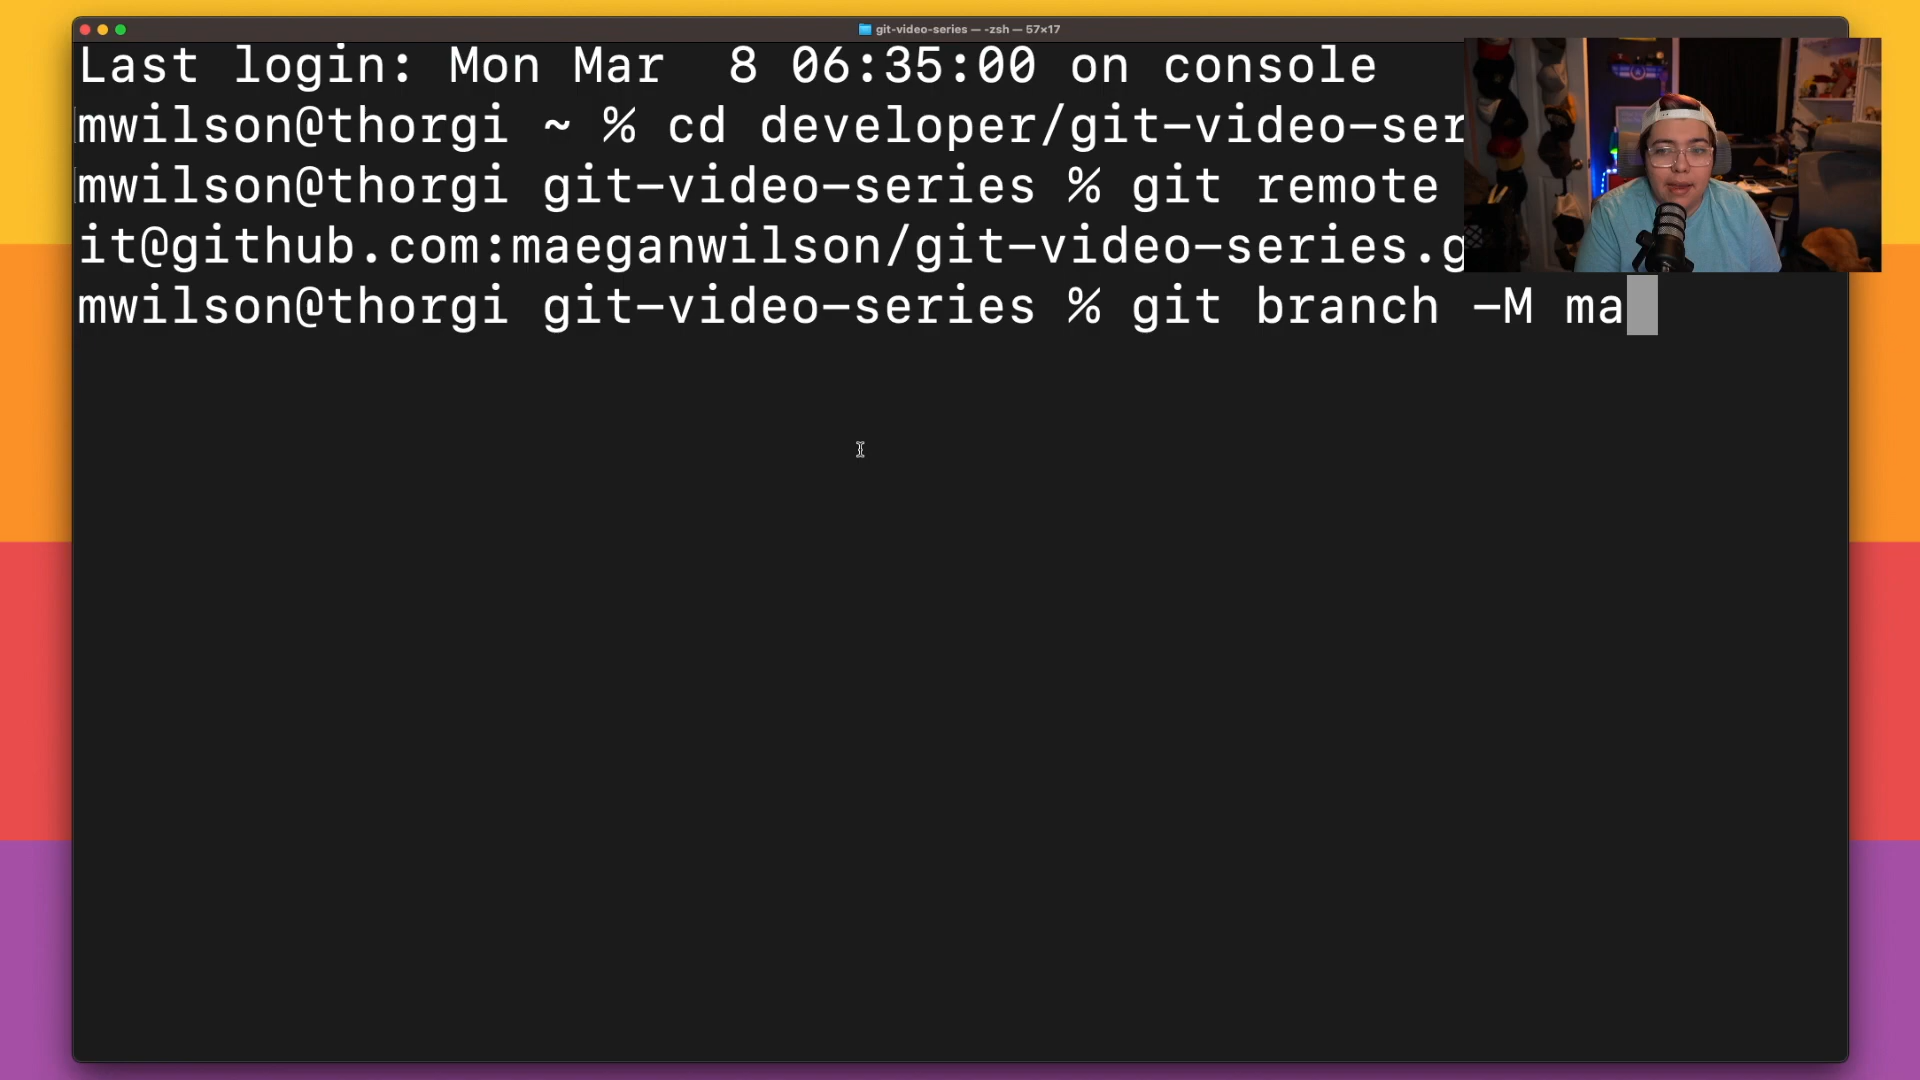 git-video-series — -zsh — 57×17
Last login: Mon Mar  8 06:35:00 on console
mwilson@thorgi ~ % cd developer/git-video-ser
mwilson@thorgi git-video-series % git remote
it@github.com:maeganwilson/git-video-series.g
mwilson@thorgi git-video-series % git branch -M ma